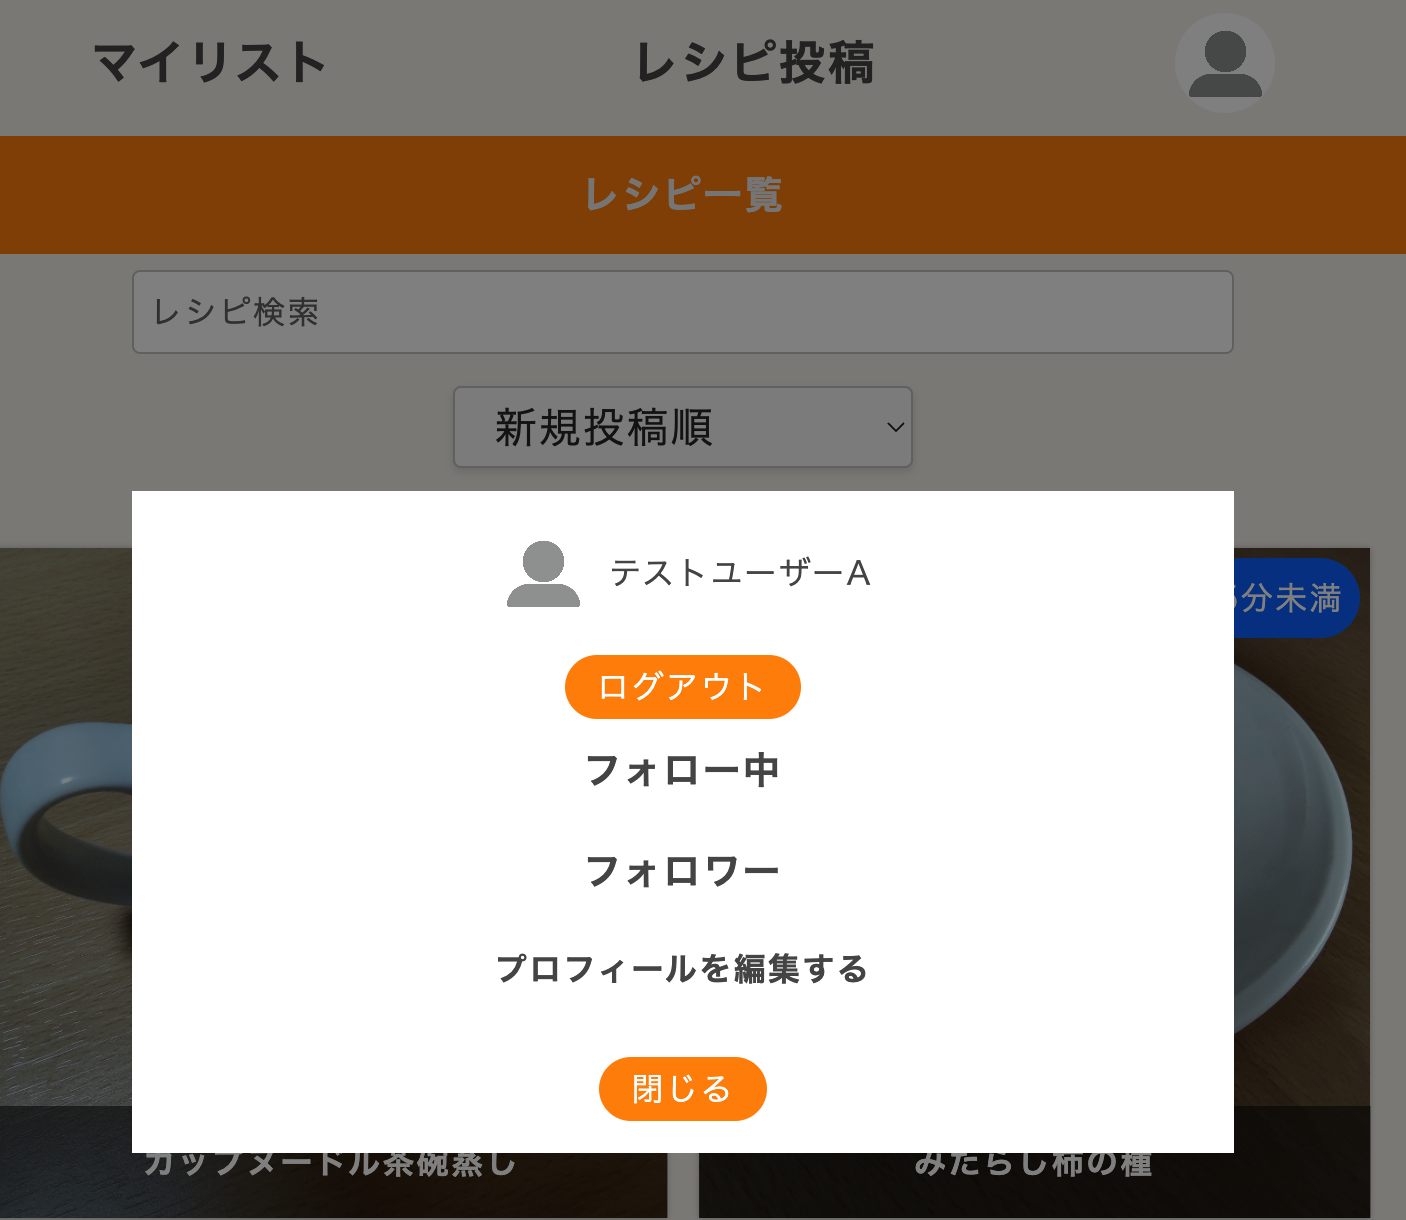 マイリスト
レシピ投稿
レシピ一覧
レシピ検索
新規投稿順
テストユーザーA
分未満
ログアウト
フォロー中
フォロワー
プロフィールを編集する
閉じる
カップヌードル茶碗蒸し
みたらし柿の種